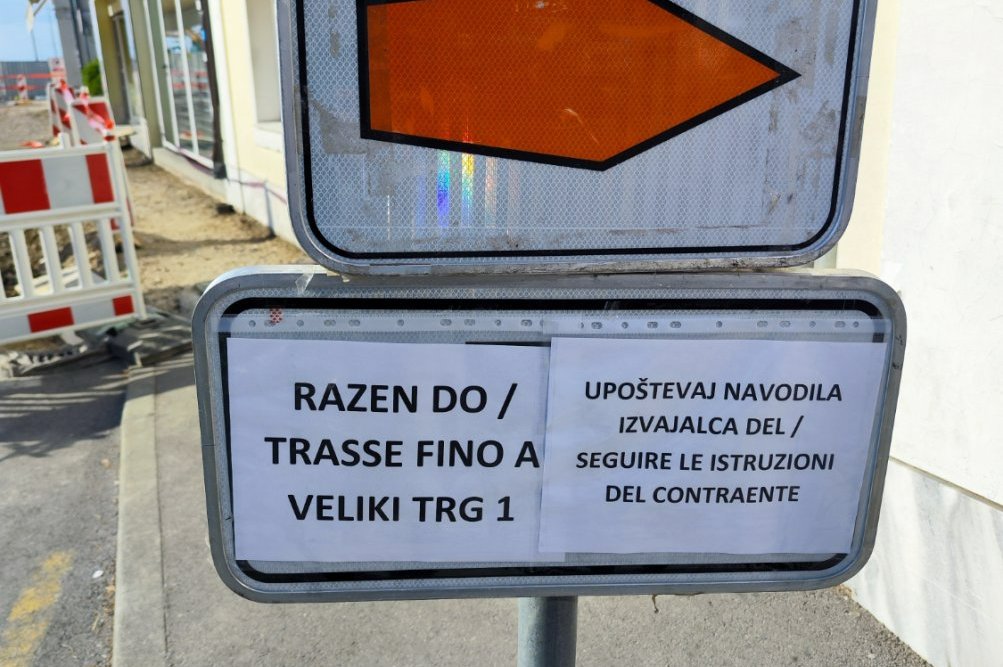 RAZEN DO /
TRASSE FINO A
VELIKI TRG 1
UPOŠTEVAJ NAVODILA
IZVAJALCA DEL /
SEGUIRE LE ISTRUZIONI
DEL CONTRAENTE